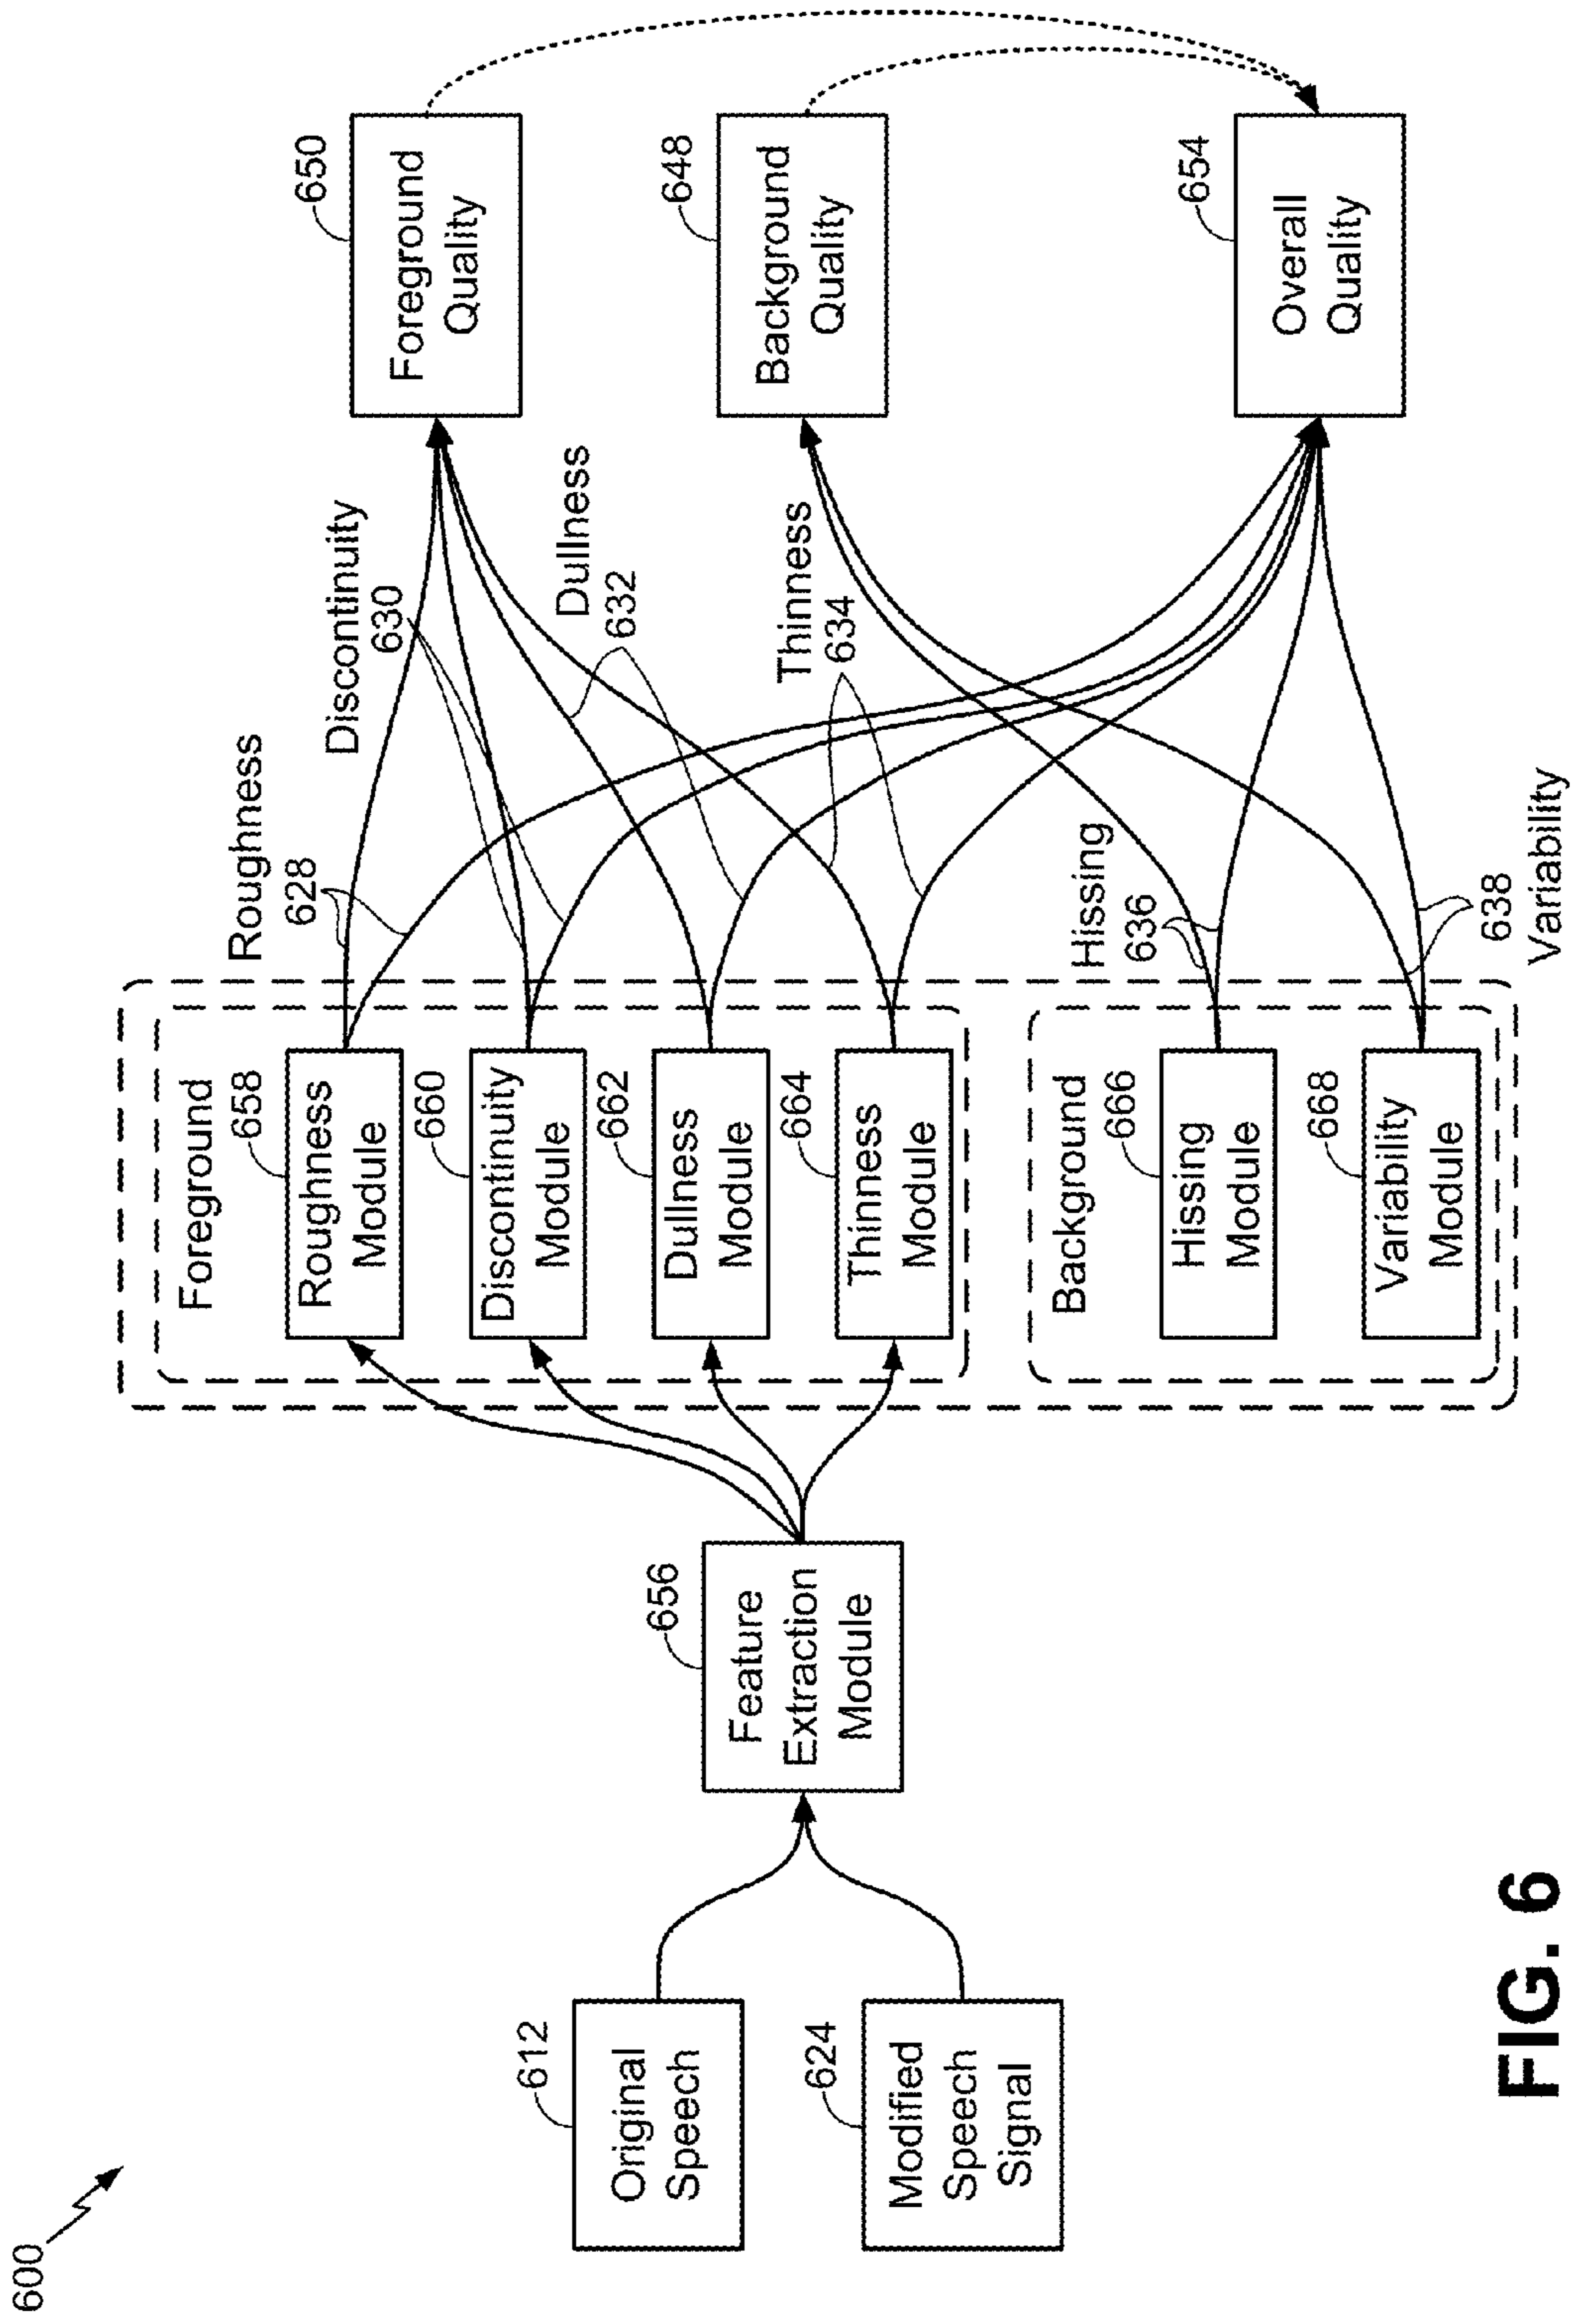 600
612
Original
Speech
624
Modified
Speech
Signal
656
Feature
Extraction
Module
Foreground
658
Roughness
Module
660
Discontinuity
Module
662
Dullness
Module
664
Thinness
Module
Background
666
Hissing
Module
668
Variability
Module
Roughness
628
Discontinuity
630
Dullness
632
Thinness
634
Hissing
636
638
Variability
650
Foreground
Quality
648
Background
Quality
654
Overall
Quality
FIG. 6